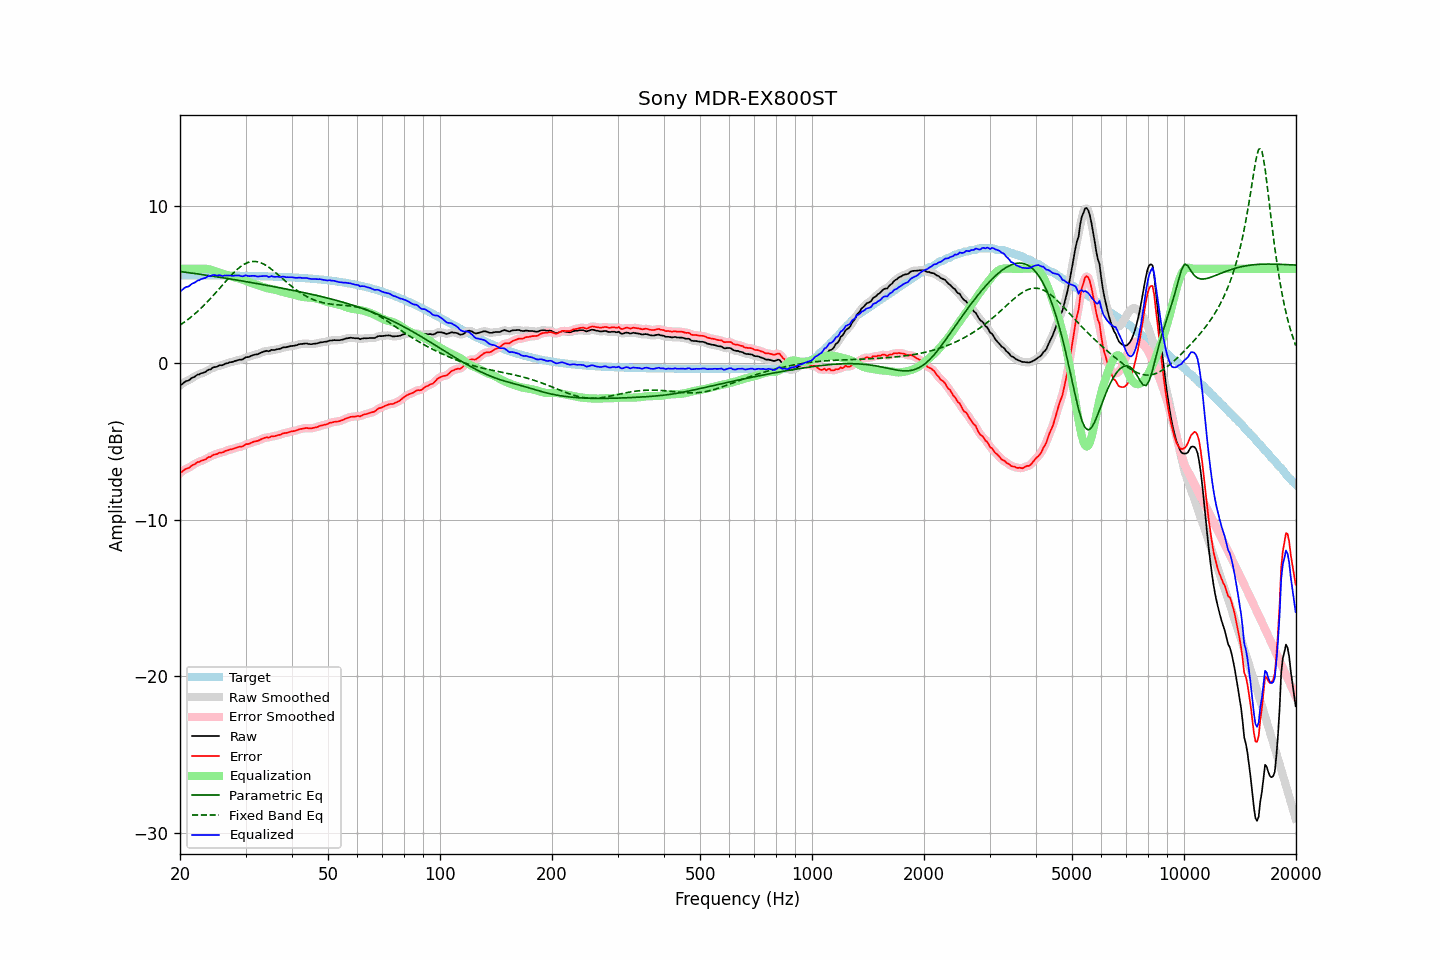 Sony MDR-EX800ST
Amplitude (dBr)
10
0
−10
−20
−30
Target
Raw Smoothed
Error Smoothed
Raw
Error
Equalization
Parametric Eq
Fixed Band Eq
Equalized
20 50 100 200 500 1000 2000 5000 10000 20000
Frequency (Hz)